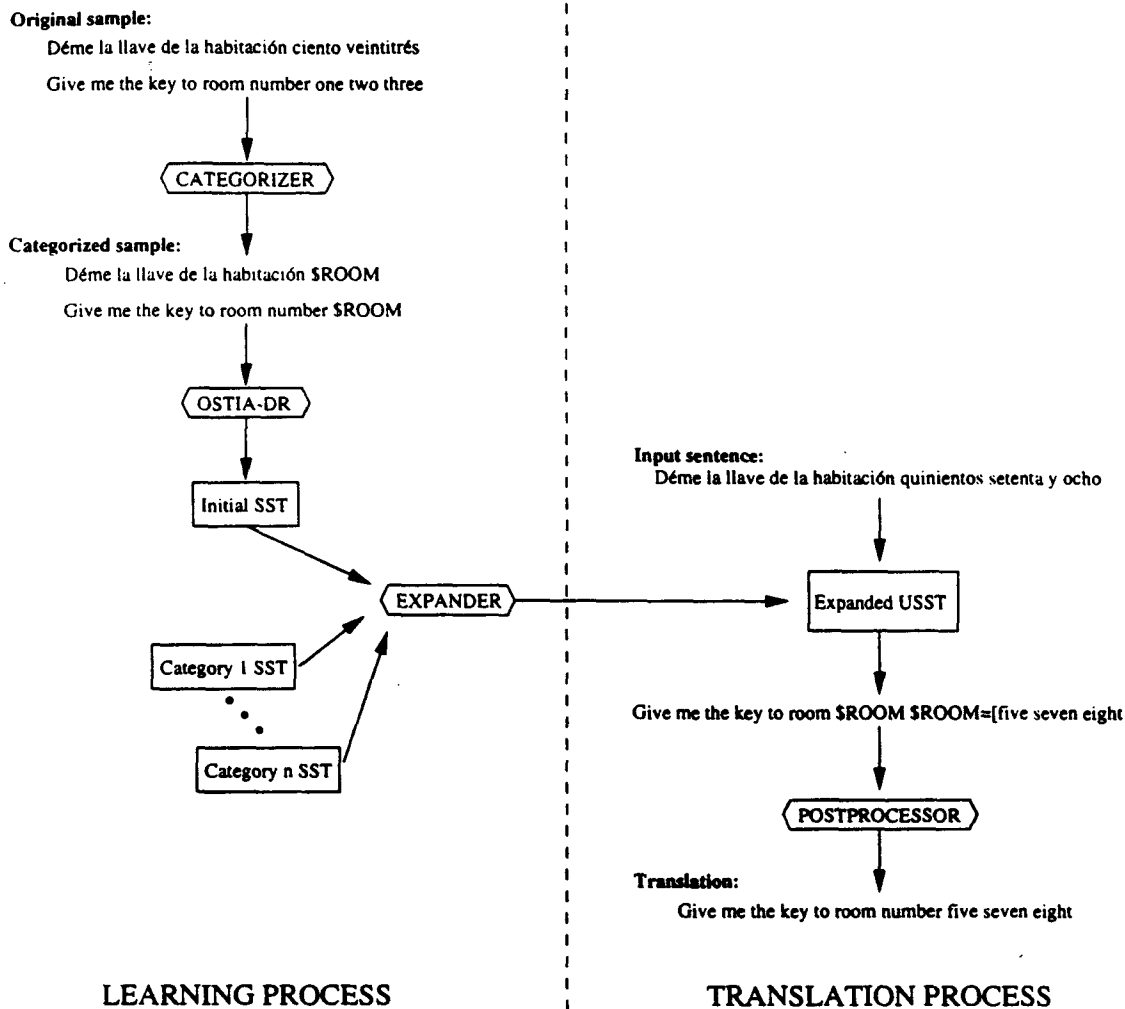 Original sample:
Déme la llave de la habitación ciento veintitrés
Give me the key to room number one two three
CATEGORIZER
Categorized sample:
Déme la llave de la habitación $ROOM
Give me the key to room number $ROOM
OSTIA-DR
Initial SST
EXPANDER
Category 1 SST
Category n SST
LEARNING PROCESS
Input sentence:
Déme la llave de la habitación quinientos setenta y ocho
Expanded USST
Give me the key to room $ROOM $ROOM=[five seven eight
POSTPROCESSOR
Translation:
Give me the key to room number five seven eight
TRANSLATION PROCESS